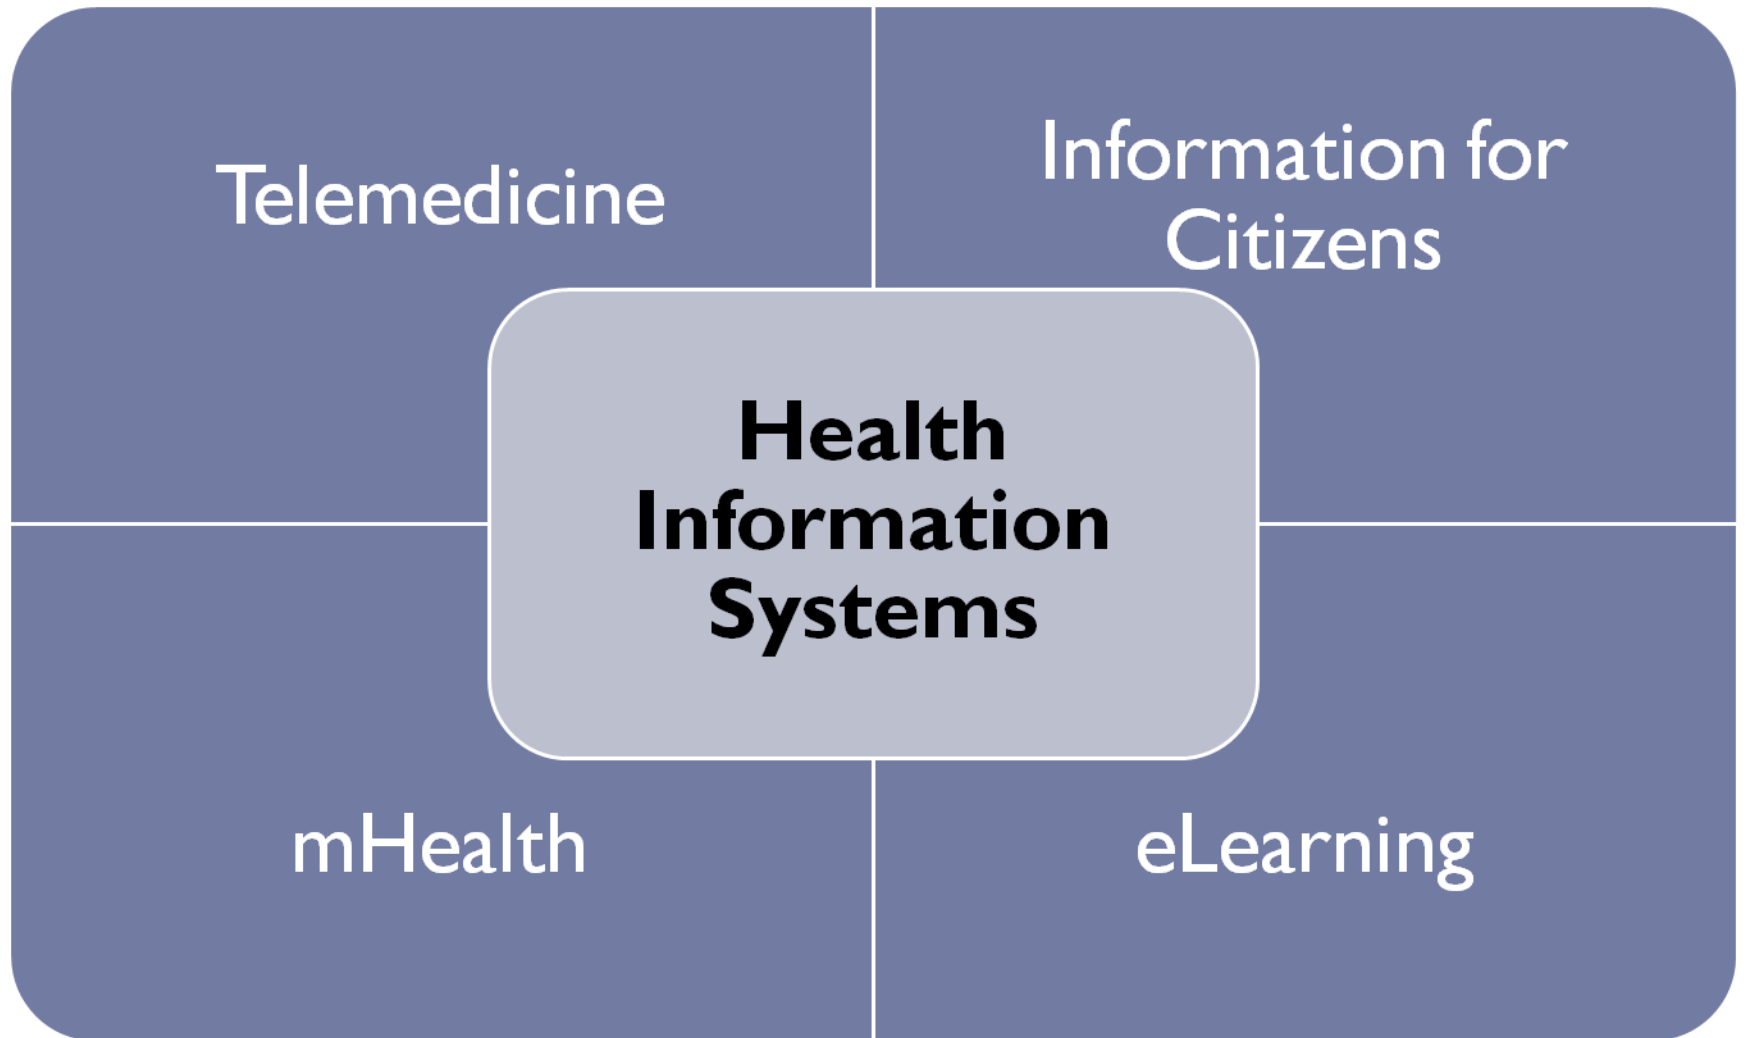 Telemedicine
Information for
Citizens
Health
Information
Systems
mHealth
eLearning